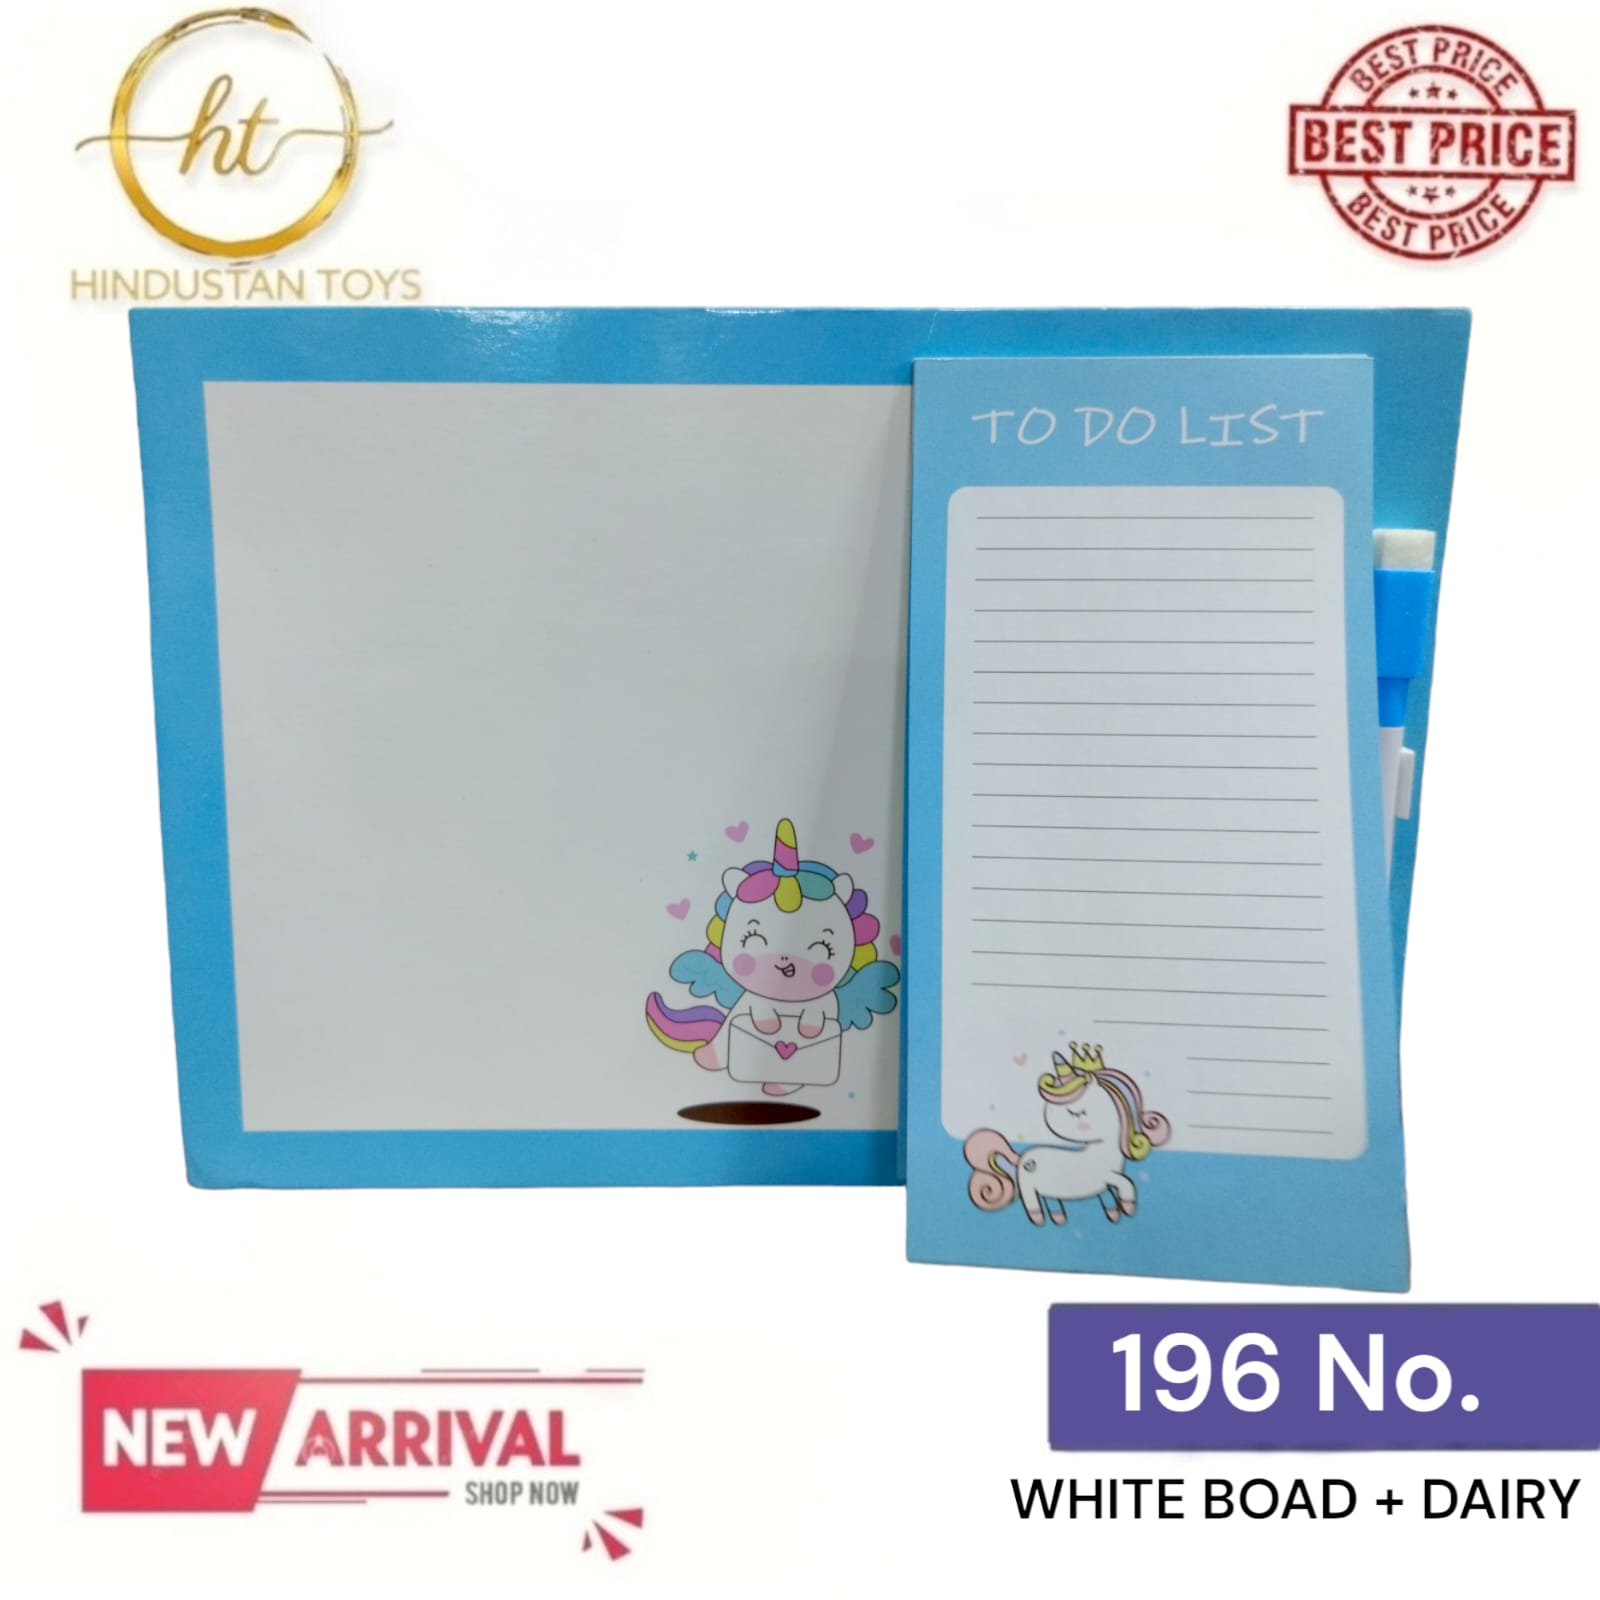 ht
HINDUSTAN TOYS
BEST PRICE
BEST PRICE
BEST PRICE
TO DO LIST
NEW ARRIVAL
SHOP NOW
196 No.
WHITE BOAD + DAIRY